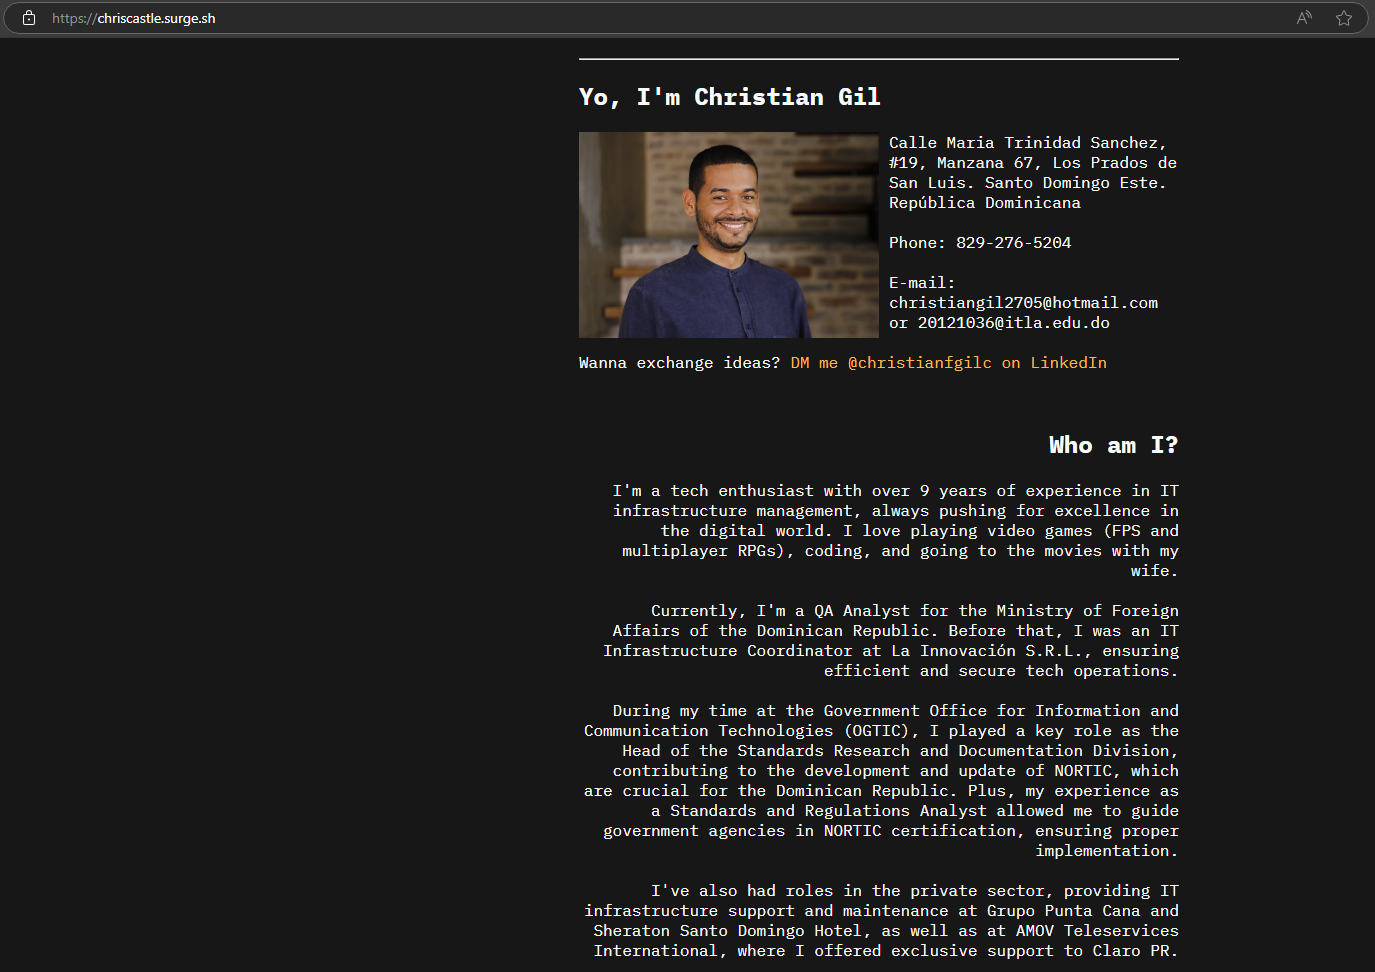 https://chriscastle.surge.sh
Yo, I'm Christian Gil
Calle Maria Trinidad Sanchez,
#19, Manzana 67, Los Prados de
San Luis. Santo Domingo Este.
República Dominicana
Phone: 829-276-5204
E-mail:
christiangil2705@hotmail.com
or 20121036@itla.edu.do
Wanna exchange ideas? DM me @christianfgilc on LinkedIn
Who am I?
I'm a tech enthusiast with over 9 years of experience in IT
infrastructure management, always pushing for excellence in
the digital world. I love playing video games (FPS and
multiplayer RPGs), coding, and going to the movies with my
wife.
Currently, I'm a QA Analyst for the Ministry of Foreign
Affairs of the Dominican Republic. Before that, I was an IT
Infrastructure Coordinator at La Innovación S.R.L., ensuring
efficient and secure tech operations.
During my time at the Government Office for Information and
Communication Technologies (OGTIC), I played a key role as the
Head of the Standards Research and Documentation Division,
contributing to the development and update of NORTIC, which
are crucial for the Dominican Republic. Plus, my experience as
a Standards and Regulations Analyst allowed me to guide
government agencies in NORTIC certification, ensuring proper
implementation.
I've also had roles in the private sector, providing IT
infrastructure support and maintenance at Grupo Punta Cana and
Sheraton Santo Domingo Hotel, as well as at AMOV Teleservices
International, where I offered exclusive support to Claro PR.